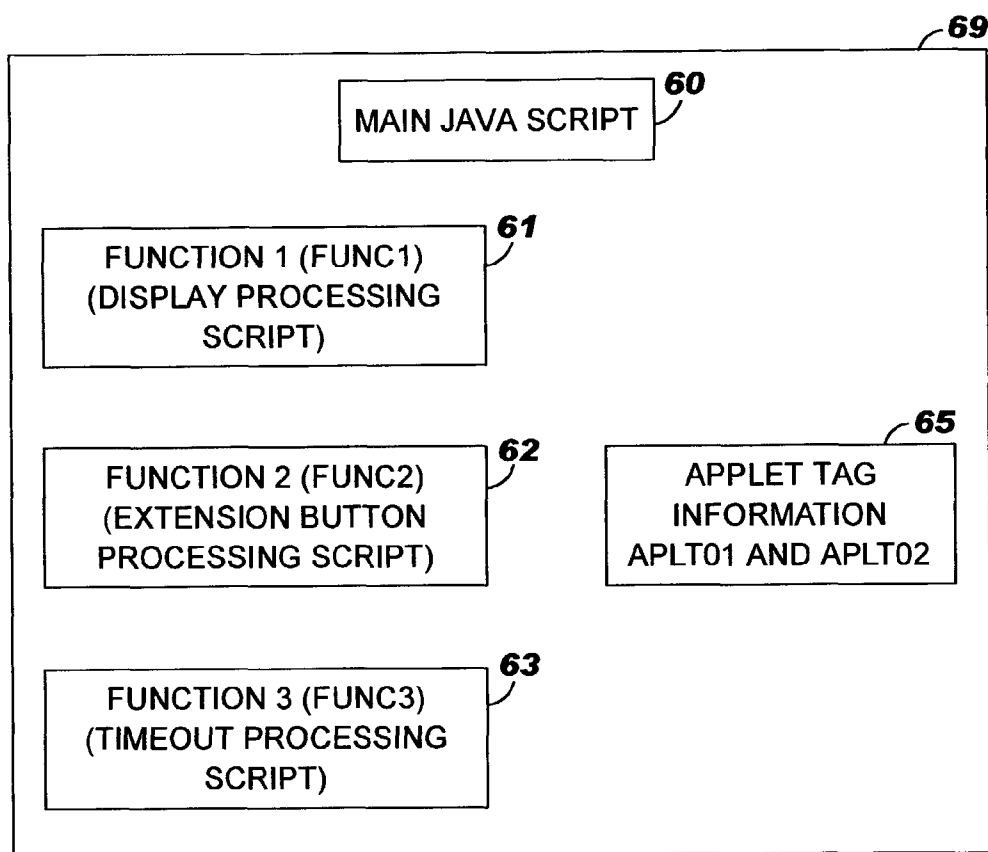 69
60
MAIN JAVA SCRIPT
61
FUNCTION 1 (FUNC1)
(DISPLAY PROCESSING
SCRIPT)
62
FUNCTION 2 (FUNC2)
(EXTENSION BUTTON
PROCESSING SCRIPT)
65
APPLET TAG
INFORMATION
APLT01 AND APLT02
63
FUNCTION 3 (FUNC3)
(TIMEOUT PROCESSING
SCRIPT)